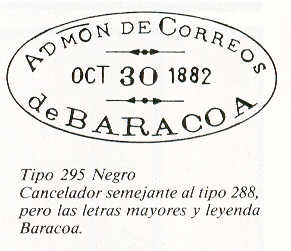 ADMÓN DE CORREOS
OCT 30 1882
de BARACOA
Tipo 295 Negro
Cancelador semejante al tipo 288,
pero las letras mayores y leyenda
Baracoa.